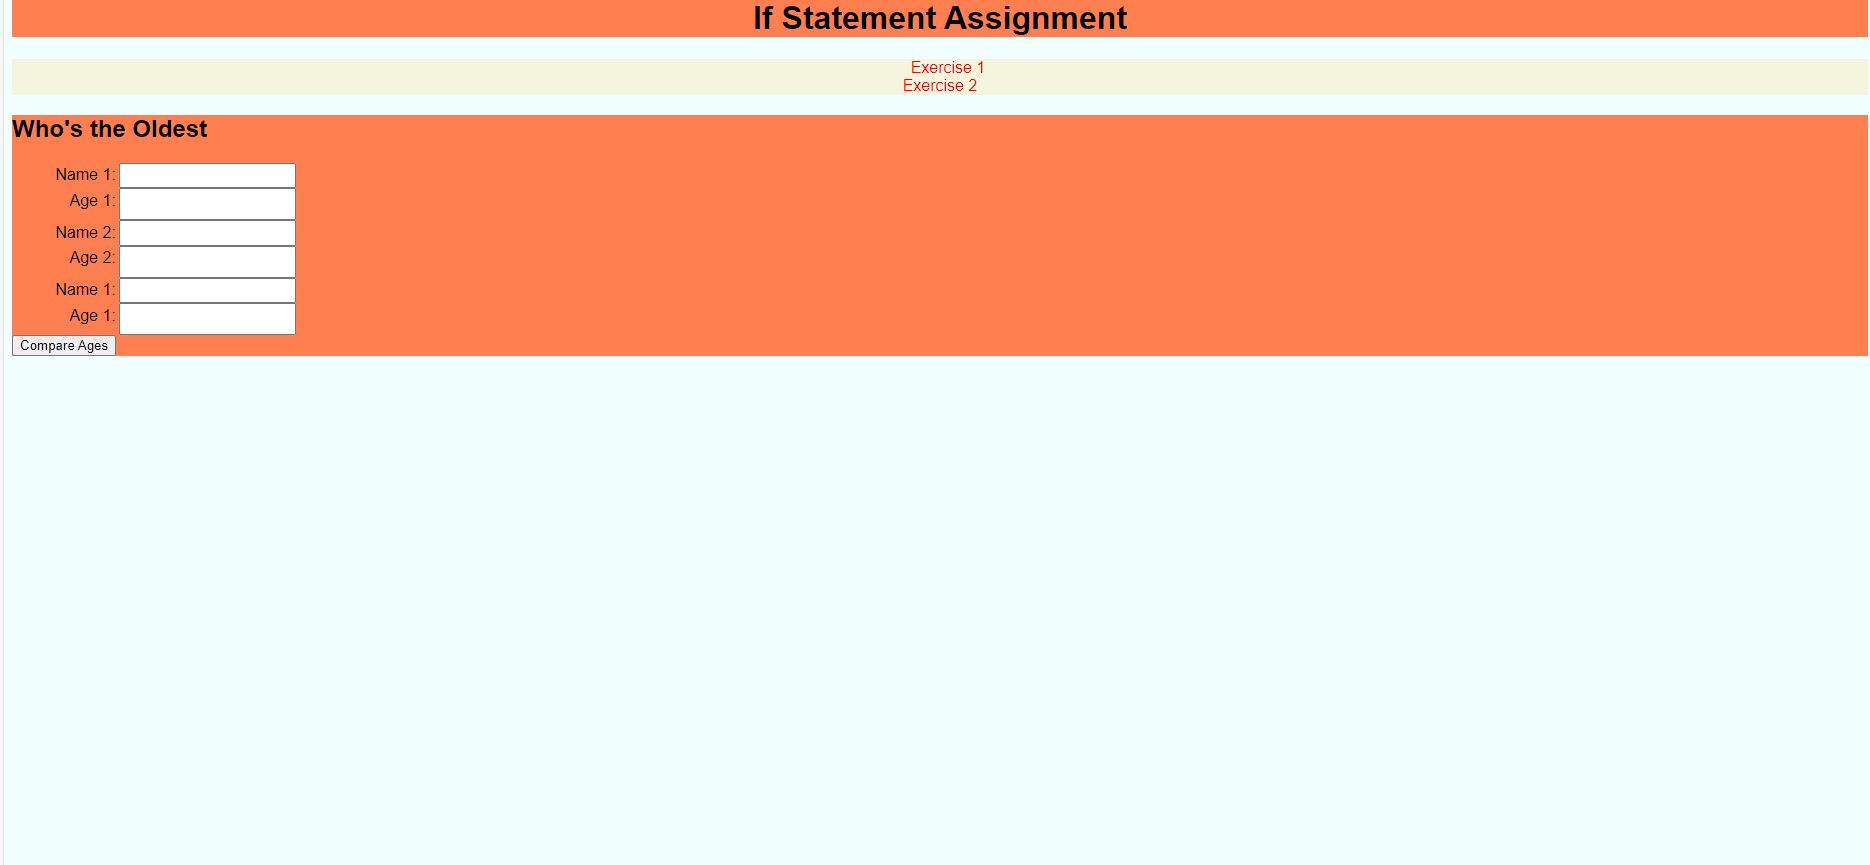 If Statement Assignment
Exercise 1
Exercise 2
Who's the Oldest
Name 1:
Age 1:
Name 2:
Age 2:
Name 1:
Age 1:
Compare Ages